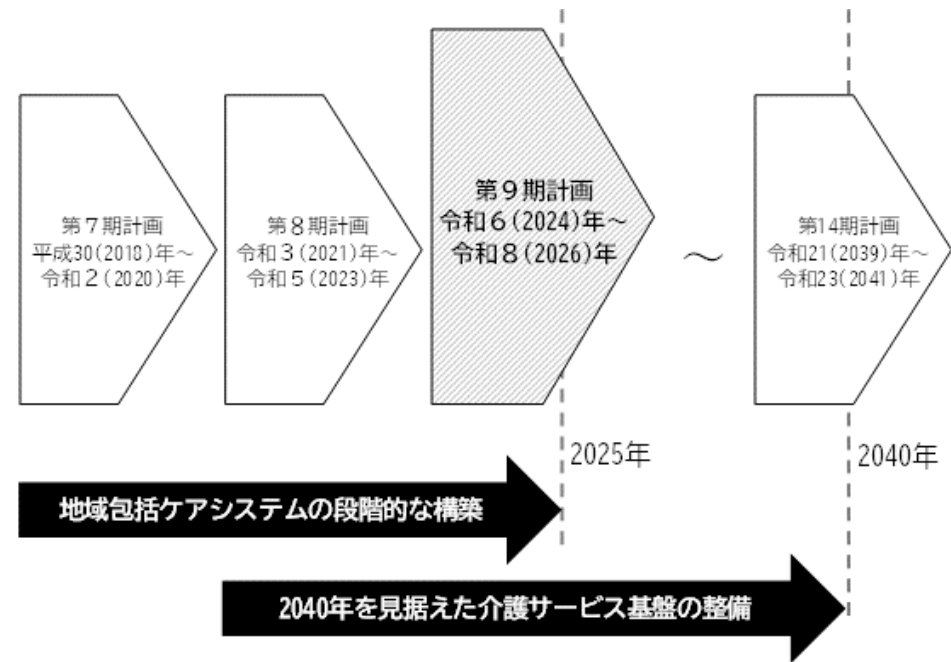 第７期計画
平成30(2018)年～
令和２(2020)年
第８期計画
令和３(2021)年～
令和５(2023)年
第９期計画
令和６(2024)年～
令和８(2026)年
～
第14期計画
令和21(2039)年～
令和23(2041)年
2025年
2040年
地域包括ケアシステムの段階的な構築
2040年を見据えた介護サービス基盤の整備